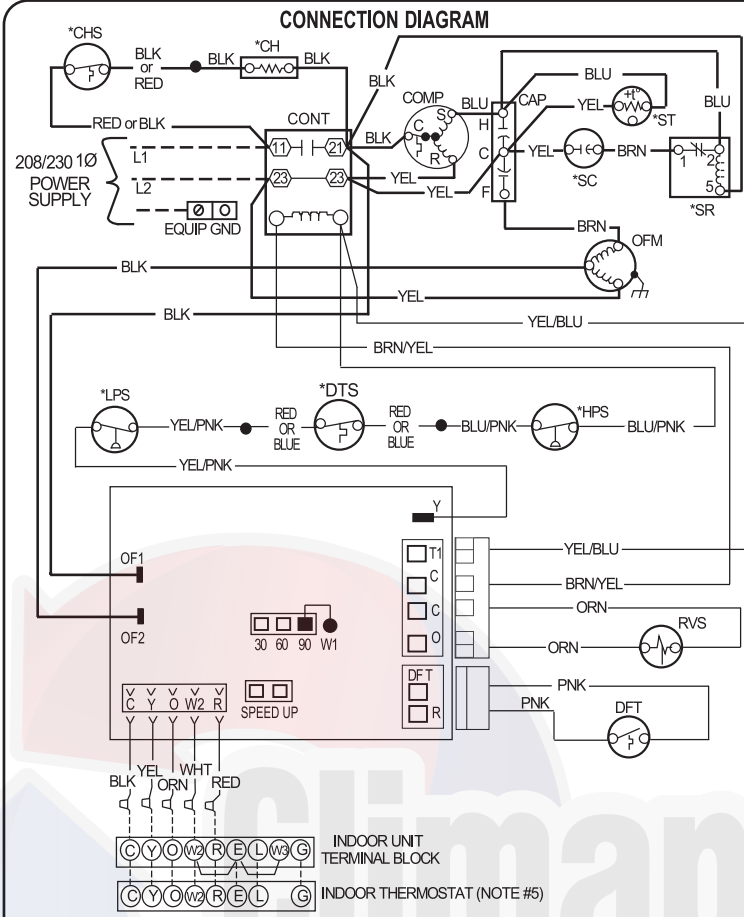 CONNECTION DIAGRAM
*CHS
BLK
or
RED
BLK
*CH
BLK
BLK
COMP
BLU
CAP
BLU
YEL
+t°
*ST
BLU
RED or BLK
CONT
11
21
BLK
S
C
R
H
C
F
YEL
*SC
BRN
1
2
5
*SR
208/230 1Ø
POWER
SUPPLY
L1
L2
23
23
YEL
YEL
EQUIP GND
BRN
OFM
BLK
YEL
BLK
YEL/BLU
BRN/YEL
*LPS
YEL/PNK
RED
OR
BLUE
*DTS
RED
OR
BLUE
BLU/PNK
*HPS
BLU/PNK
YEL/PNK
Y
OF1
OF2
T1
C
C
O
YEL/BLU
BRN/YEL
ORN
ORN
RVS
30 60 90 W1
DFT
R
PNK
PNK
DFT
C Y O W2 R
SPEED UP
BLK YEL ORN WHT RED
C Y O W2 R E L W3 G
INDOOR UNIT
TERMINAL BLOCK
C Y O W2 R E L G
INDOOR THERMOSTAT (NOTE #5)